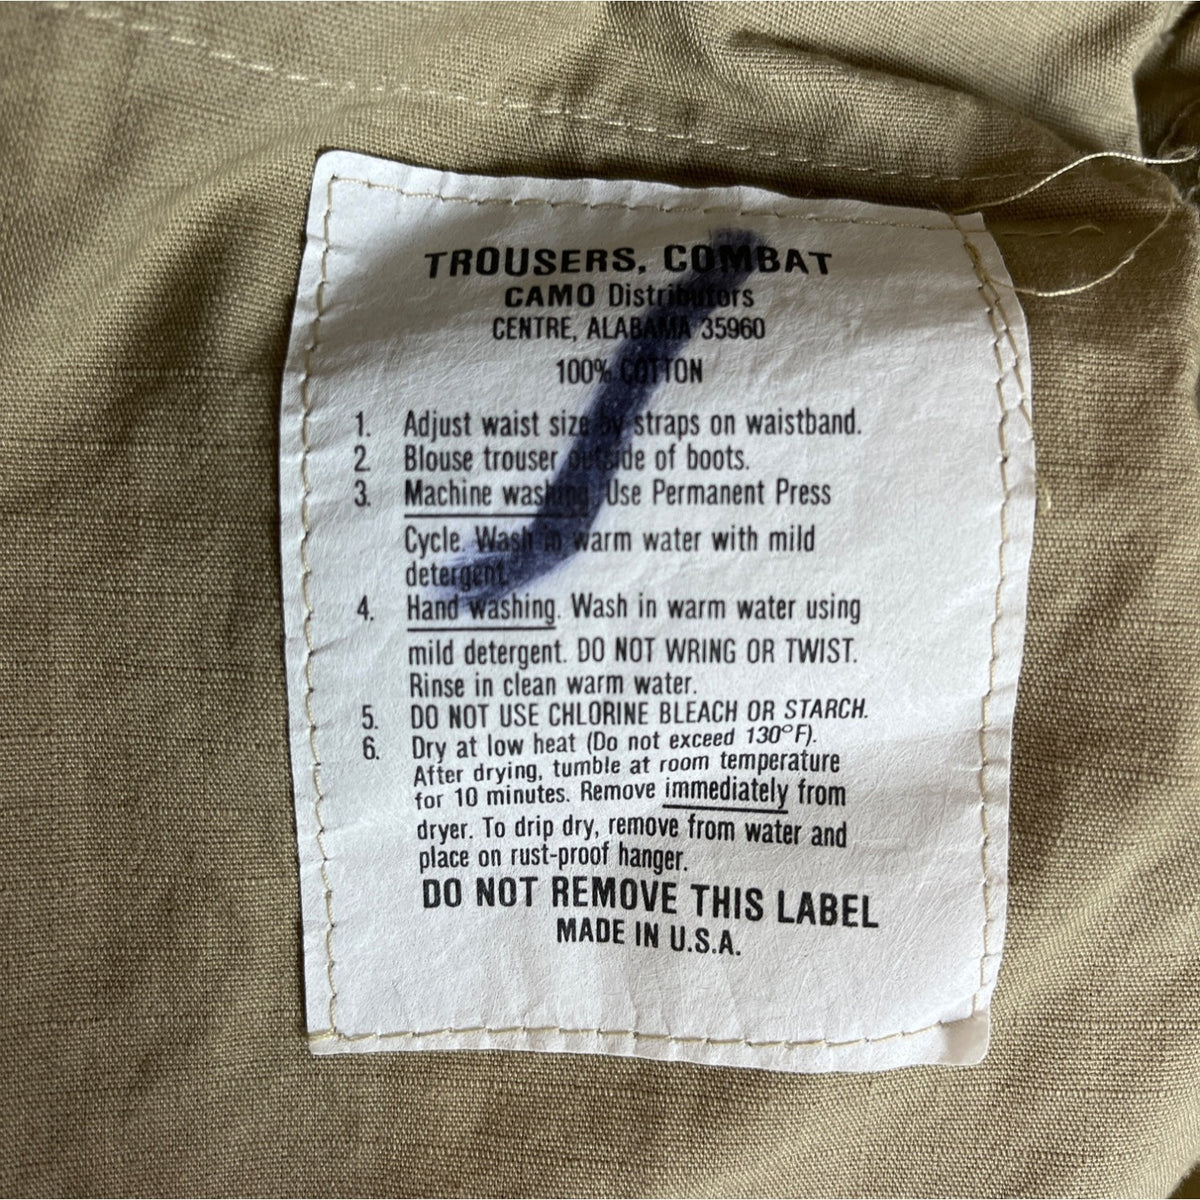 TROUSERS, COMBAT
CAMO Distributors
CENTRE, ALABAMA 35960
100% COTTON
1. Adjust waist size by straps on waistband.
2. Blouse trouser outside of boots.
3. Machine washing. Use Permanent Press
Cycle. Wash in warm water with mild
detergent.
4. Hand washing. Wash in warm water using
mild detergent. DO NOT WRING OR TWIST.
Rinse in clean warm water.
5. DO NOT USE CHLORINE BLEACH OR STARCH.
6. Dry at low heat (Do not exceed 130°F).
After drying, tumble at room temperature
for 10 minutes. Remove immediately from
dryer. To drip dry, remove from water and
place on rust-proof hanger.
DO NOT REMOVE THIS LABEL
MADE IN U.S.A.